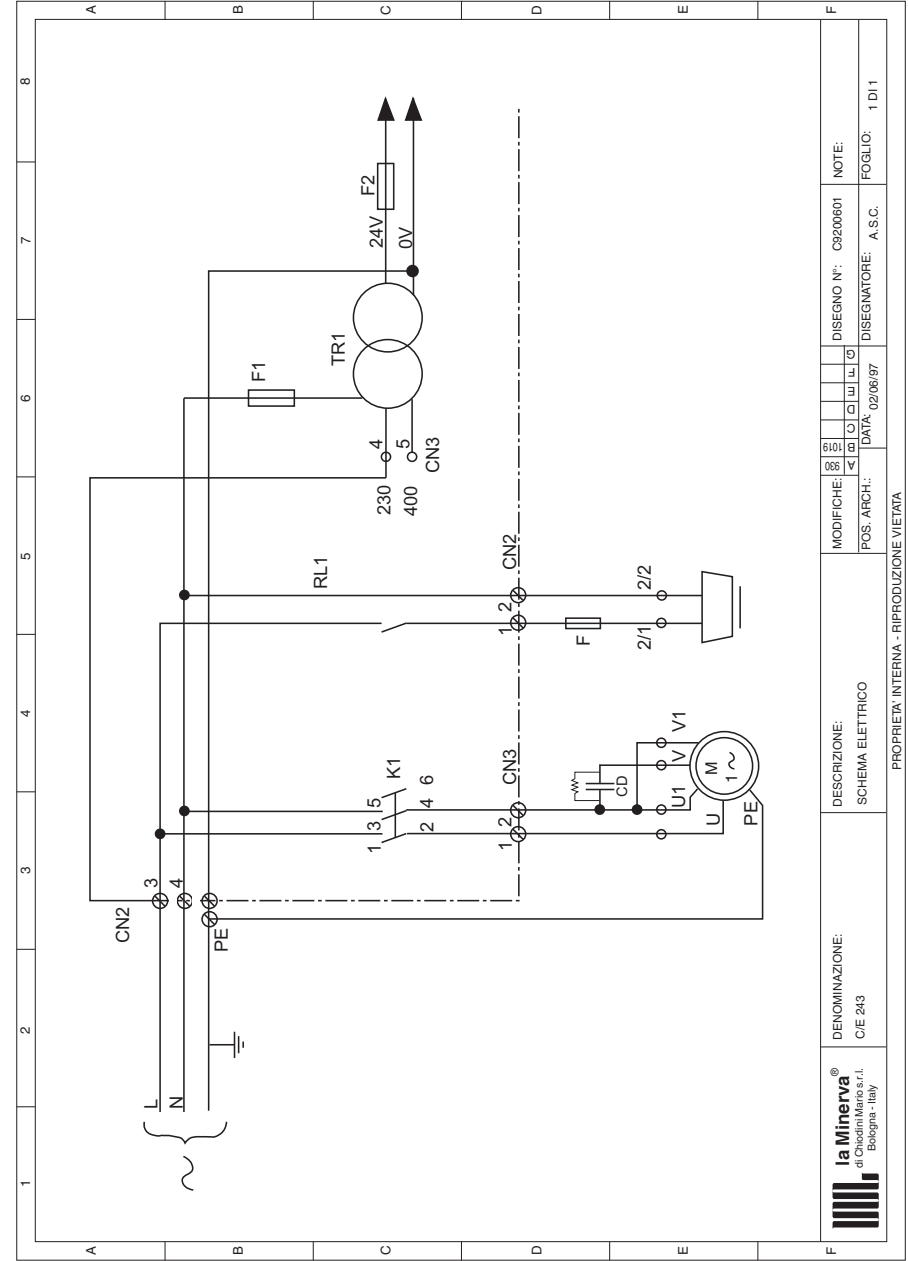 1 2 3 4 5 6 7 8
A A
B B
C C
D D
E E
F F
L
N
CN2
3
4
PE
1 3 5
K1
2 4 6
CN3
1 2
CD
U1
V
V1
U
M
1
PE
RL1
CN2
1 2
F
2/1
2/2
F1
TR1
230
400
4
5
CN3
24V
0V
F2
la Minerva®
di Chiodini Mario s.r.l.
Bologna - Italy
DENOMINAZIONE:
C/E 243
DESCRIZIONE:
SCHEMA ELETTRICO
MODIFICHE:
930 1019
A B C D E F G
POS. ARCH.:
DATA: 02/06/97
DISEGNO N°: C9200601
DISEGNATORE: A.S.C.
NOTE:
FOGLIO: 1 DI 1
PROPRIETA' INTERNA - RIPRODUZIONE VIETATA